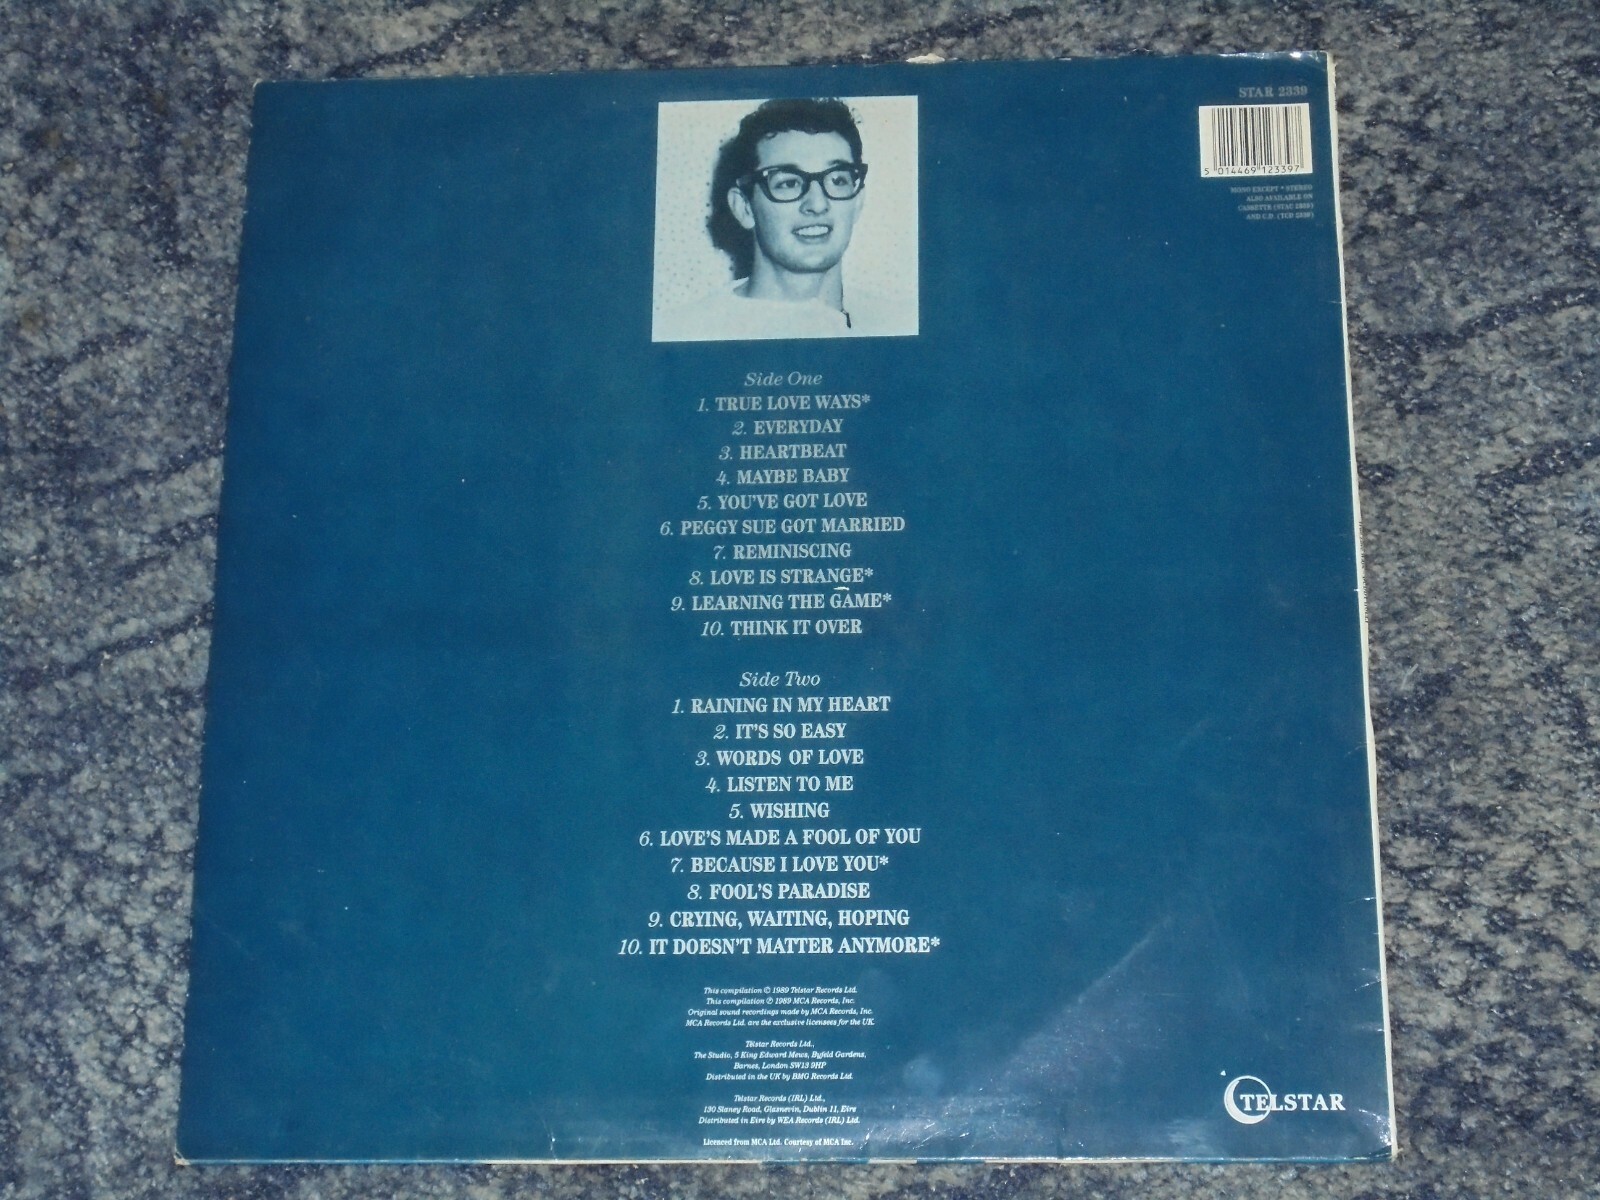 STAR 2339
5 014469 123397
MONO EXCEPT * STEREO
ALSO AVAILABLE ON
CASSETTE (STAC 2339)
AND C.D. (TCD 2339)
Side One
1. TRUE LOVE WAYS*
2. EVERYDAY
3. HEARTBEAT
4. MAYBE BABY
5. YOU'VE GOT LOVE
6. PEGGY SUE GOT MARRIED
7. REMINISCING
8. LOVE IS STRANGE*
9. LEARNING THE GAME*
10. THINK IT OVER
Side Two
1. RAINING IN MY HEART
2. IT'S SO EASY
3. WORDS OF LOVE
4. LISTEN TO ME
5. WISHING
6. LOVE'S MADE A FOOL OF YOU
7. BECAUSE I LOVE YOU*
8. FOOL'S PARADISE
9. CRYING, WAITING, HOPING
10. IT DOESN'T MATTER ANYMORE*
This compilation © 1989 Telstar Records Ltd.
This compilation ℗ 1989 MCA Records, Inc.
Original sound recordings made by MCA Records, Inc.
MCA Records Ltd. are the exclusive licensees for the UK.
Telstar Records Ltd.,
The Studio, 5 King Edward Mews, Byfeld Gardens,
Barnes, London SW13 9HP
Distributed in the UK by BMG Records Ltd.
Telstar Records (IRL) Ltd.,
130 Slaney Road, Glasnevin, Dublin 11, Eire
Distributed in Eire by WEA Records (IRL) Ltd.
Licenced from MCA Ltd. Courtesy of MCA Inc.
TELSTAR